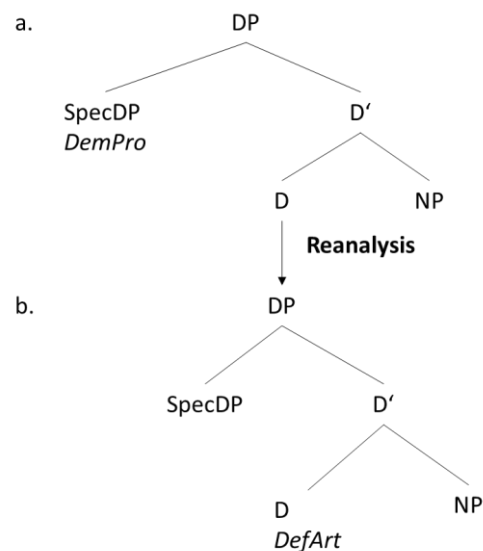 a.
DP
SpecDP D‘
DemPro
D NP
Reanalysis
b.
DP
SpecDP D‘
D NP
DefArt